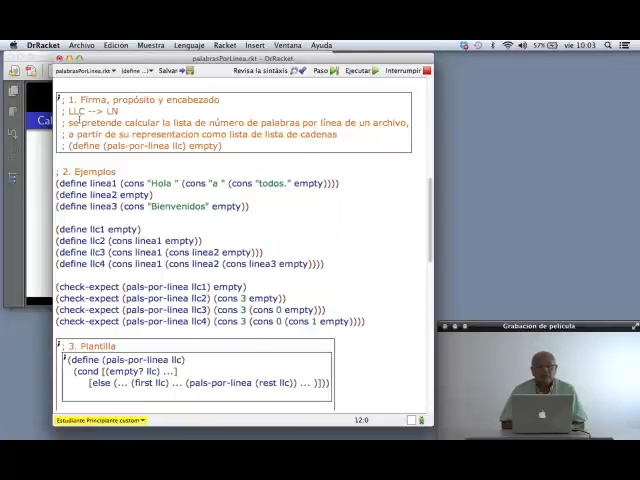 DrRacket Archivo Edición Muestra Lenguaje Racket Insert Ventana Ayuda 57% vie 10:03
palabrasPorLinea.rkt - DrRacket
palabrasPorLinea.rkt (define ...) Salvar Revisa la sintaxis Paso Ejecutar Interrumpir
; 1. Firma, propósito y encabezado
; LLC --> LN
; se pretende calcular la lista de número de palabras por línea de un archivo,
; a partir de su representacion como lista de lista de cadenas
; (define (pals-por-linea llc) empty)
; 2. Ejemplos
(define linea1 (cons "Hola " (cons "a " (cons "todos." empty))))
(define linea2 empty)
(define linea3 (cons "Bienvenidos" empty))
(define llc1 empty)
(define llc2 (cons linea1 empty))
(define llc3 (cons linea1 (cons linea2 empty)))
(define llc4 (cons linea1 (cons linea2 (cons linea3 empty))))
(check-expect (pals-por-linea llc1) empty)
(check-expect (pals-por-linea llc2) (cons 3 empty))
(check-expect (pals-por-linea llc3) (cons 3 (cons 0 empty)))
(check-expect (pals-por-linea llc4) (cons 3 (cons 0 (cons 1 empty))))
; 3. Plantilla
(define (pals-por-linea llc)
(cond [(empty? llc) ...]
[else (... (first llc) ... (pals-por-linea (rest llc)) ... )]))
Estudiante Principiante custom
12:0
Cal
Grabación de película